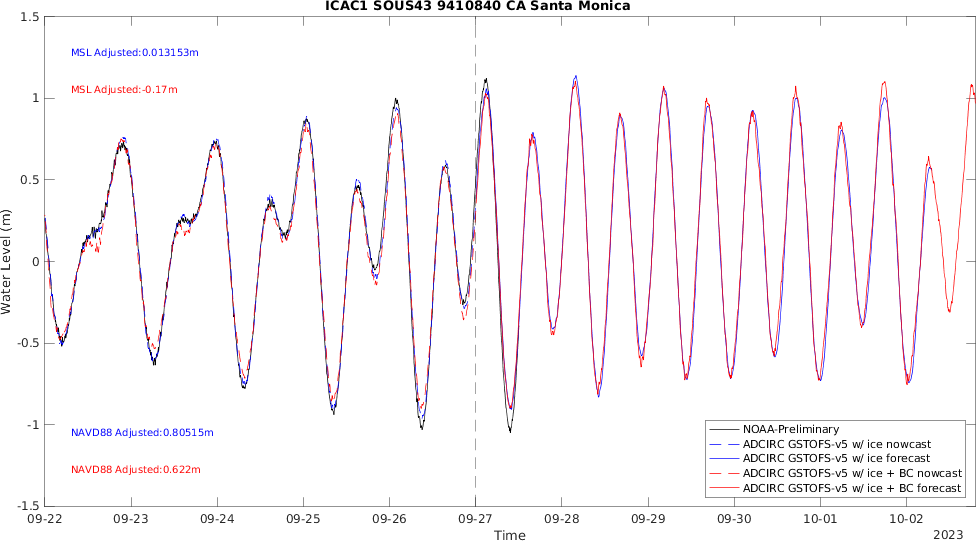 ICAC1 SOUS43 9410840 CA Santa Monica
1.5
1
0.5
0
-0.5
-1
-1.5
Water Level (m)
MSL Adjusted:0.013153m
MSL Adjusted:-0.17m
NAVD88 Adjusted:0.80515m
NAVD88 Adjusted:0.622m
NOAA-Preliminary
ADCIRC GSTOFS-v5 w/ ice nowcast
ADCIRC GSTOFS-v5 w/ ice forecast
ADCIRC GSTOFS-v5 w/ ice + BC nowcast
ADCIRC GSTOFS-v5 w/ ice + BC forecast
09-22 09-23 09-24 09-25 09-26 09-27 09-28 09-29 09-30 10-01 10-02
Time
2023